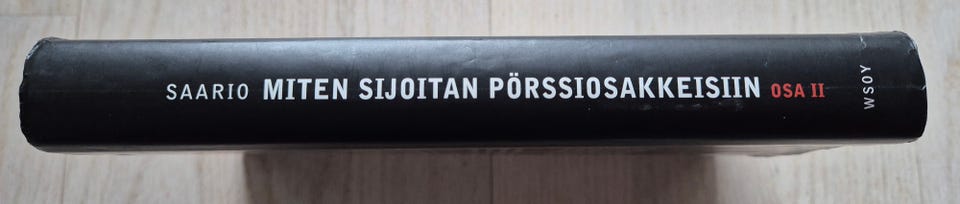 SAARIO MITEN SIJOITAN PÖRSSIOSAKKEISIIN OSA II
WSOY